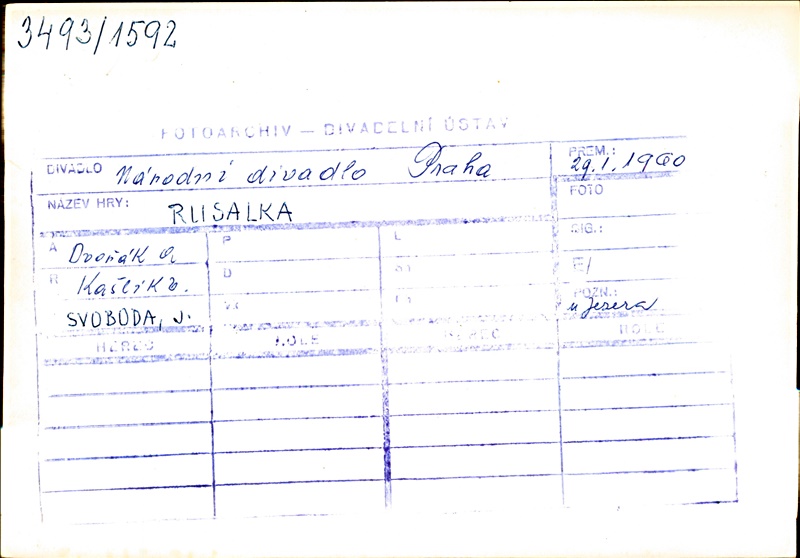 3493/1592
FOTOARCHIV — DIVADELNÍ ÚSTAV
DIVADLO Národní divadlo Praha PREM.: 29.1.1960
NÁZEV HRY: RUSALKA FOTO
A Dvořák A P L SIG.:
R Kašlík V. D E/
SVOBODA, J. POZN.: u jezera
HEREC ROLE HEREC ROLE